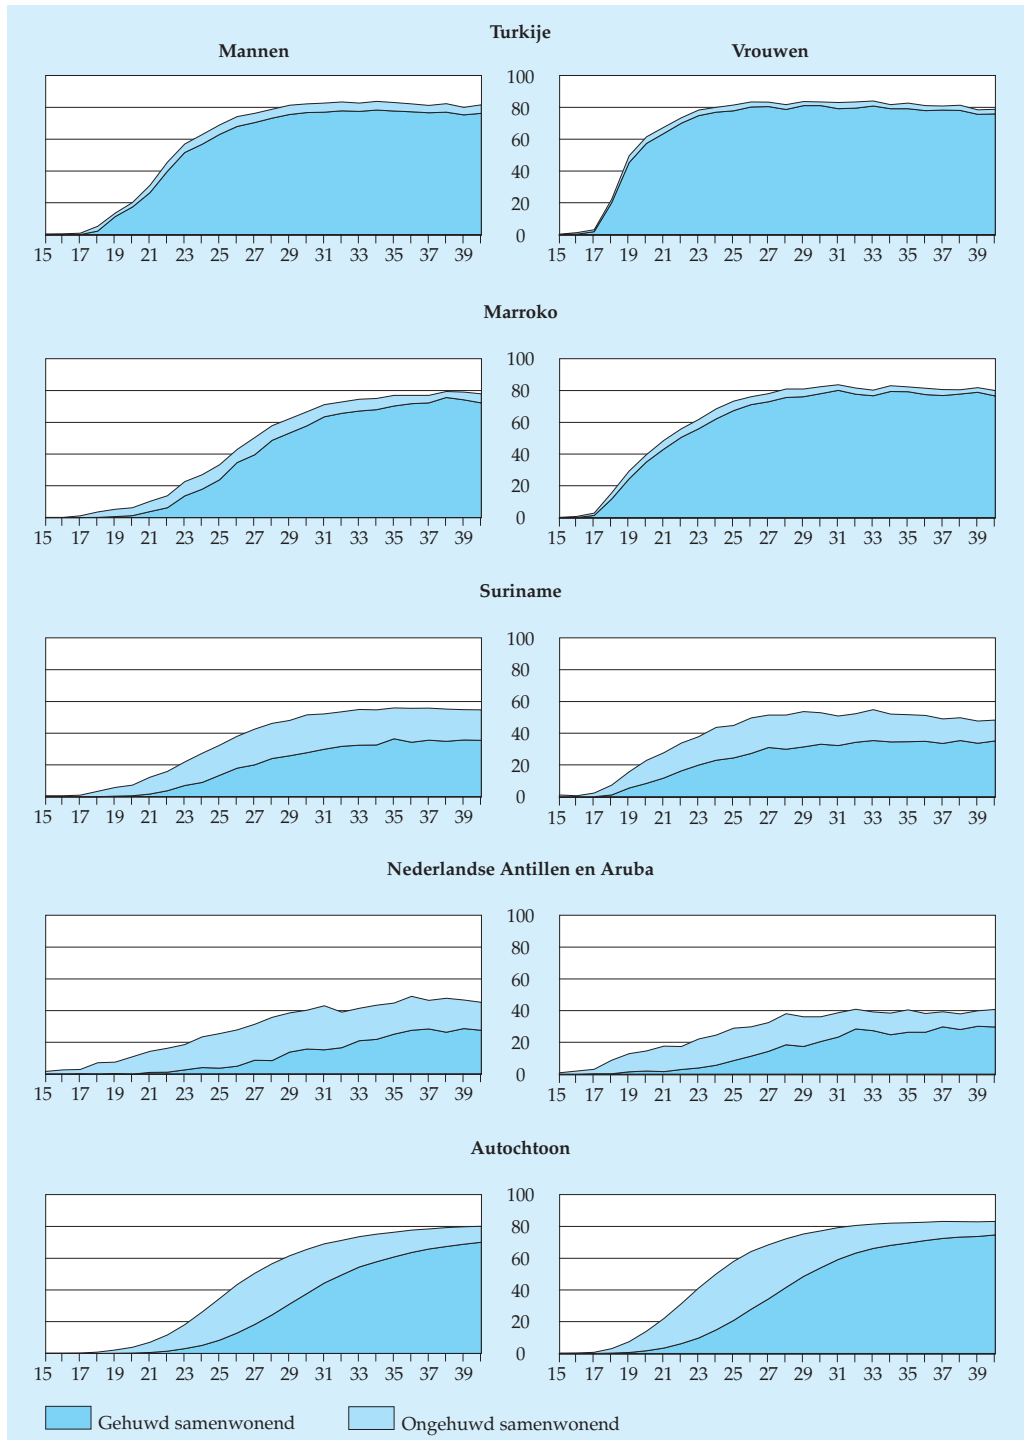 Turkije
Mannen Vrouwen
100
80
60
40
20
0
15 17 19 21 23 25 27 29 31 33 35 37 39 15 17 19 21 23 25 27 29 31 33 35 37 39
Marroko
100
80
60
40
20
0
15 17 19 21 23 25 27 29 31 33 35 37 39 15 17 19 21 23 25 27 29 31 33 35 37 39
Suriname
100
80
60
40
20
0
15 17 19 21 23 25 27 29 31 33 35 37 39 15 17 19 21 23 25 27 29 31 33 35 37 39
Nederlandse Antillen en Aruba
100
80
60
40
20
0
15 17 19 21 23 25 27 29 31 33 35 37 39 15 17 19 21 23 25 27 29 31 33 35 37 39
Autochtoon
100
80
60
40
20
0
15 17 19 21 23 25 27 29 31 33 35 37 39 15 17 19 21 23 25 27 29 31 33 35 37 39
Gehuwd samenwonend Ongehuwd samenwonend